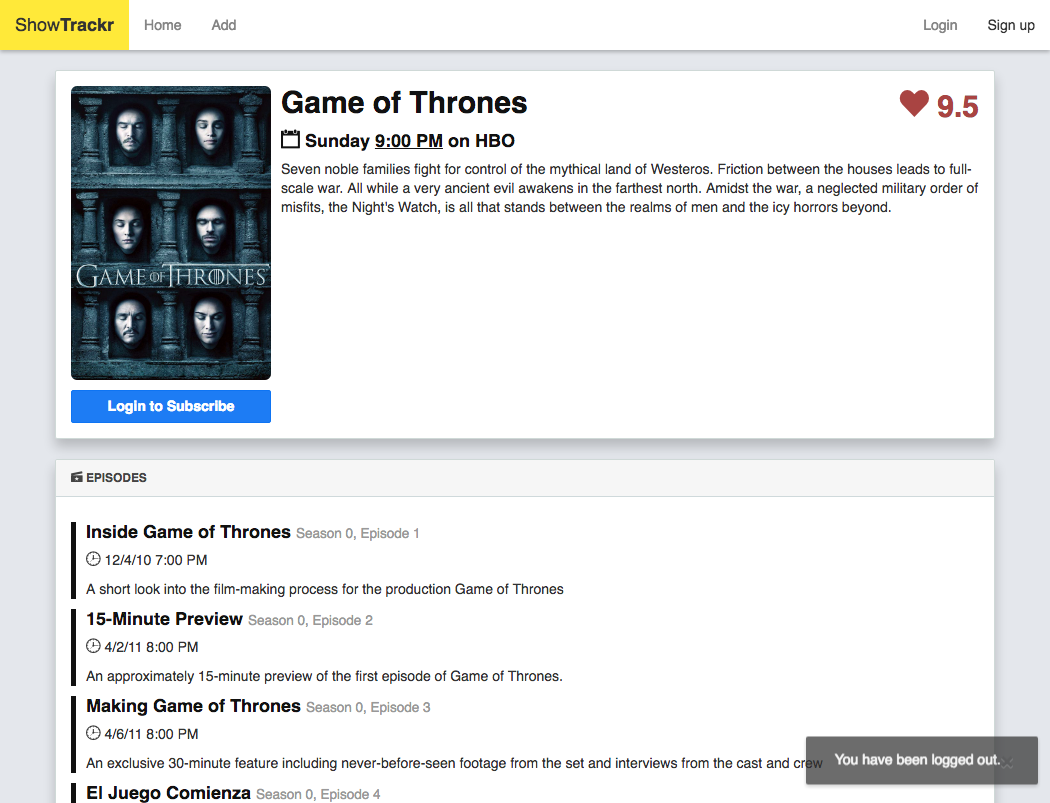 ShowTrackr Home Add Login Sign up
Game of Thrones
9.5
Sunday 9:00 PM on HBO
Seven noble families fight for control of the mythical land of Westeros. Friction between the houses leads to full-
scale war. All while a very ancient evil awakens in the farthest north. Amidst the war, a neglected military order of
misfits, the Night's Watch, is all that stands between the realms of men and the icy horrors beyond.
GAME OF THRONES
Login to Subscribe
EPISODES
Inside Game of Thrones Season 0, Episode 1
12/4/10 7:00 PM
A short look into the film-making process for the production Game of Thrones
15-Minute Preview Season 0, Episode 2
4/2/11 8:00 PM
An approximately 15-minute preview of the first episode of Game of Thrones.
Making Game of Thrones Season 0, Episode 3
4/6/11 8:00 PM
An exclusive 30-minute feature including never-before-seen footage from the set and interviews from the cast and crew
You have been logged out.
El Juego Comienza Season 0, Episode 4